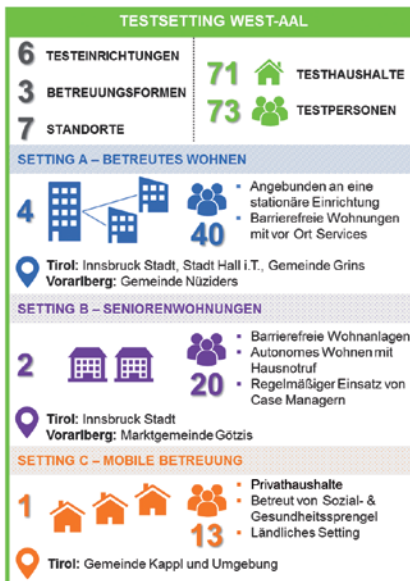 TESTSETTING WEST-AAL
6 TESTEINRICHTUNGEN
3 BETREUUNGSFORMEN
7 STANDORTE
71 TESTHAUSHALTE
73 TESTPERSONEN
SETTING A – BETREUTES WOHNEN
4
40
▪ Angebunden an eine
stationäre Einrichtung
▪ Barrierefreie Wohnungen
mit vor Ort Services
Tirol: Innsbruck Stadt, Stadt Hall i.T., Gemeinde Grins
Vorarlberg: Gemeinde Nüziders
SETTING B – SENIORENWOHNUNGEN
2
20
▪ Barrierefreie Wohnanlagen
▪ Autonomes Wohnen mit
Hausnotruf
▪ Regelmäßiger Einsatz von
Case Managern
Tirol: Innsbruck Stadt
Vorarlberg: Marktgemeinde Götzis
SETTING C – MOBILE BETREUUNG
1
13
▪ Privathaushalte
▪ Betreut von Sozial- &
Gesundheitssprengel
▪ Ländliches Setting
Tirol: Gemeinde Kappl und Umgebung